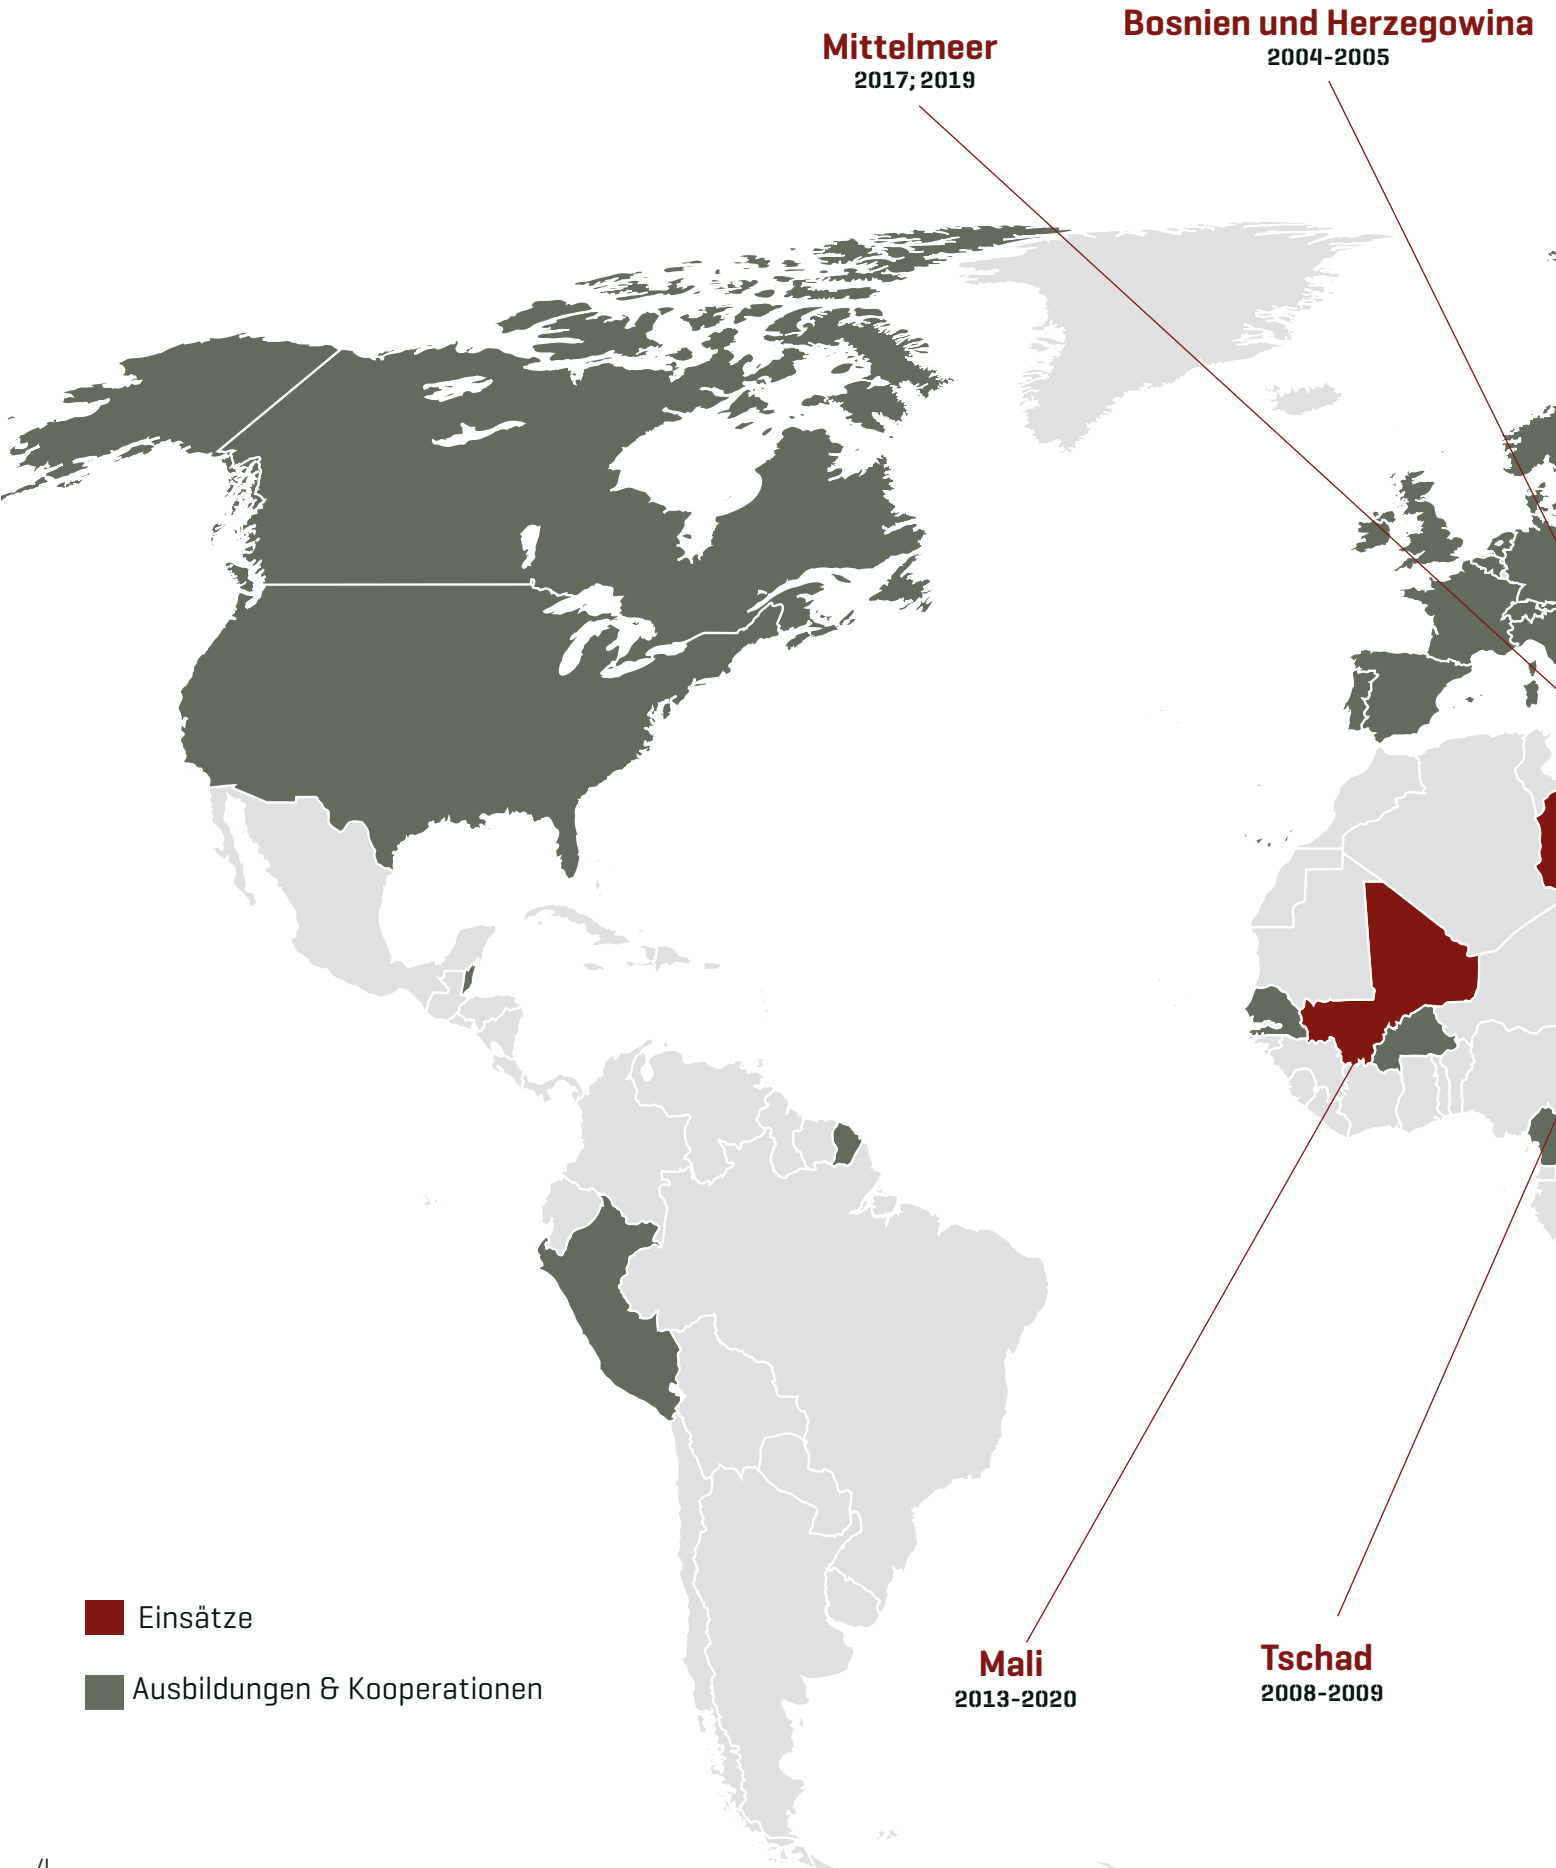 Bosnien und Herzegowina
2004-2005
Mittelmeer
2017; 2019
Einsätze
Ausbildungen & Kooperationen
Mali
2013-2020
Tschad
2008-2009